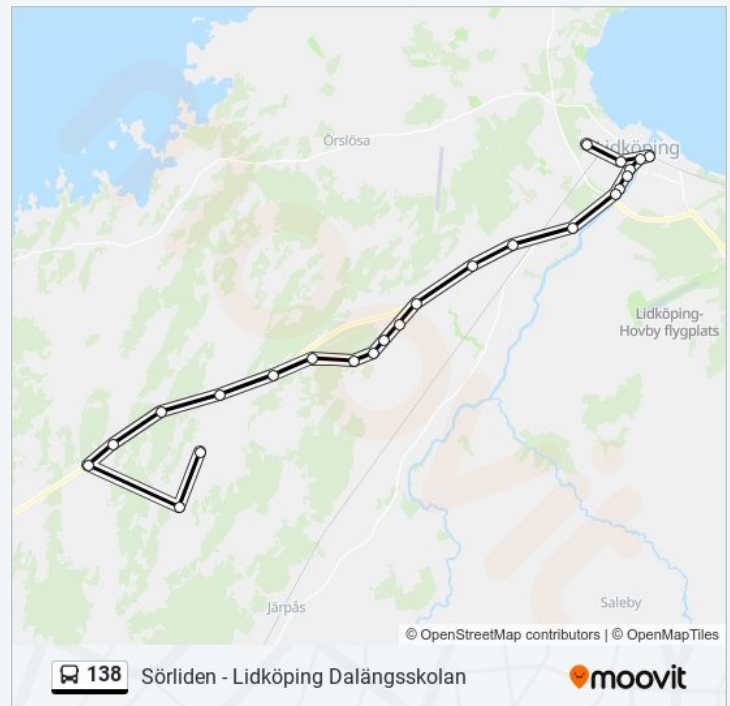 Örslösa
Lidköping
Lidköping-
Hovby flygplats
Järpås
Saleby
© OpenStreetMap contributors | © OpenMapTiles
138 Sörliden - Lidköping Dalängsskolan
moovit